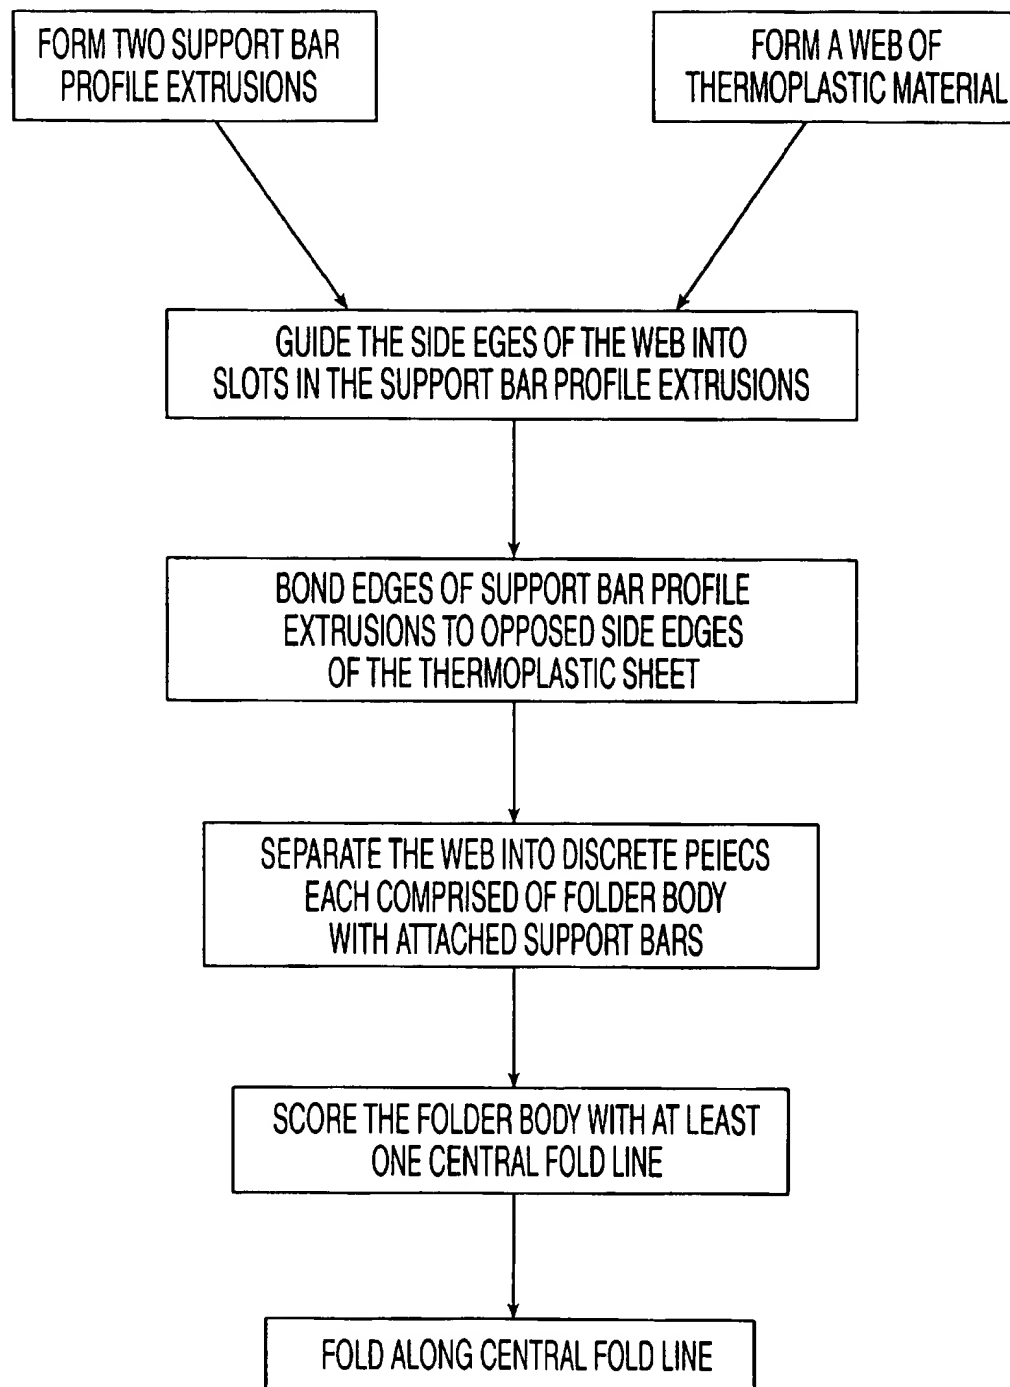 FORM TWO SUPPORT BAR
PROFILE EXTRUSIONS
FORM A WEB OF
THERMOPLASTIC MATERIAL
GUIDE THE SIDE EGES OF THE WEB INTO
SLOTS IN THE SUPPORT BAR PROFILE EXTRUSIONS
BOND EDGES OF SUPPORT BAR PROFILE
EXTRUSIONS TO OPPOSED SIDE EDGES
OF THE THERMOPLASTIC SHEET
SEPARATE THE WEB INTO DISCRETE PEIECS
EACH COMPRISED OF FOLDER BODY
WITH ATTACHED SUPPORT BARS
SCORE THE FOLDER BODY WITH AT LEAST
ONE CENTRAL FOLD LINE
FOLD ALONG CENTRAL FOLD LINE